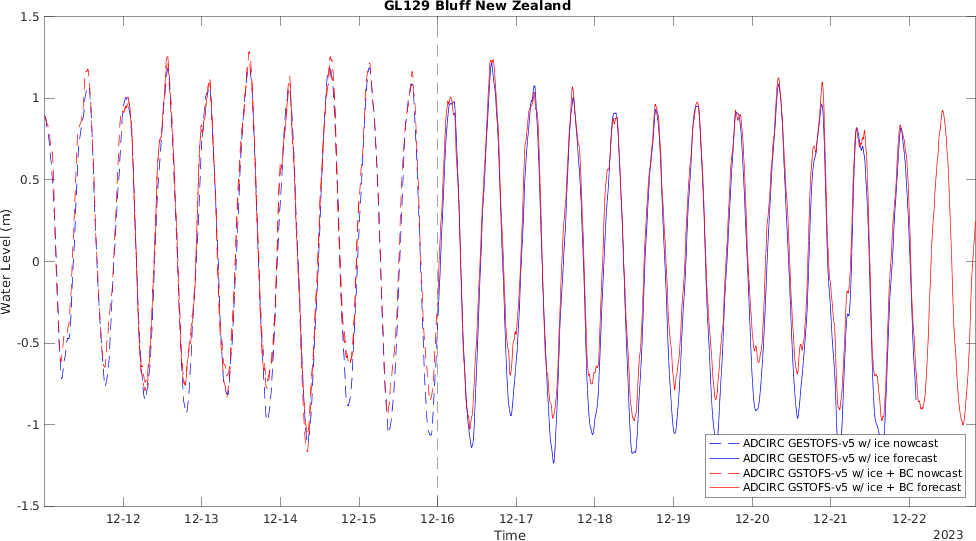 GL129 Bluff New Zealand
Water Level (m)
1.5
1
0.5
0
-0.5
-1
-1.5
ADCIRC GESTOFS-v5 w/ ice nowcast
ADCIRC GESTOFS-v5 w/ ice forecast
ADCIRC GSTOFS-v5 w/ ice + BC nowcast
ADCIRC GSTOFS-v5 w/ ice + BC forecast
12-12 12-13 12-14 12-15 12-16 12-17 12-18 12-19 12-20 12-21 12-22
Time
2023